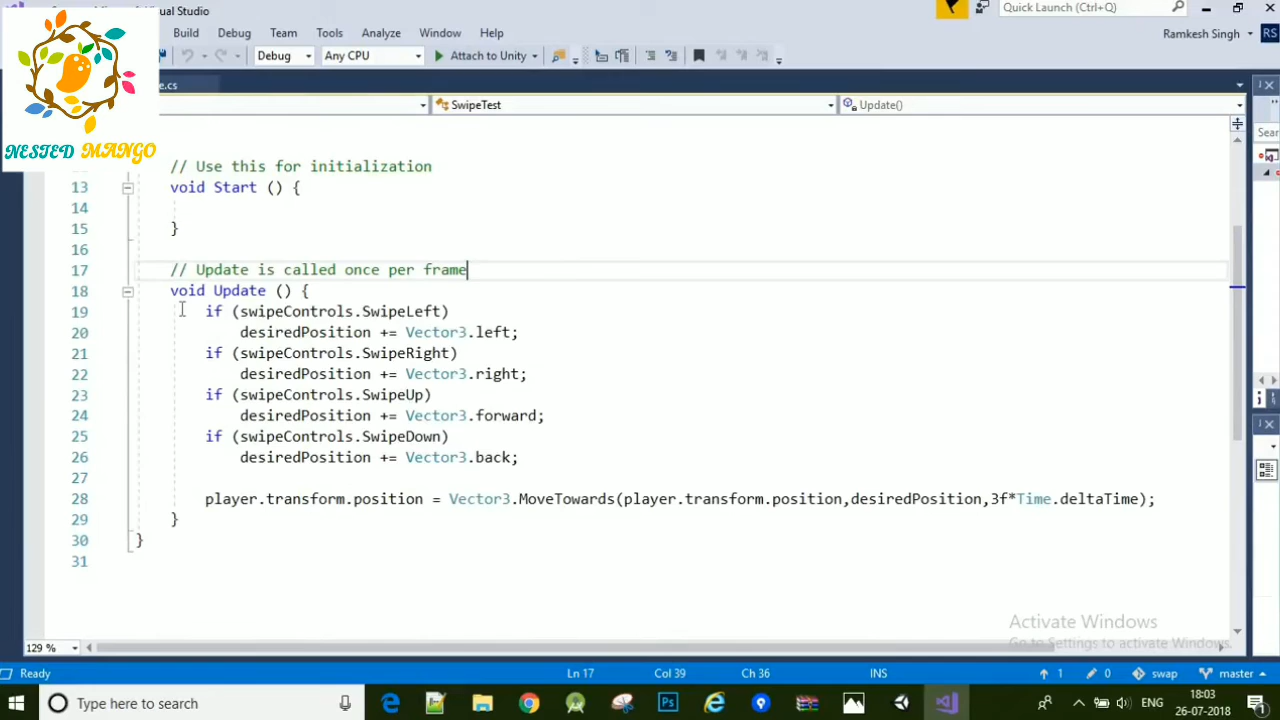 Visual Studio
Quick Launch (Ctrl+Q)
Build Debug Team Tools Analyze Window Help
Ramkesh Singh RS
Debug Any CPU Attach to Unity
.cs
SwipeTest Update()
NESTED MANGO
Sear
// Use this for initialization
13 void Start () {
14
15 }
16
17 // Update is called once per frame
18 void Update () {
19 if (swipeControls.SwipeLeft)
20 desiredPosition += Vector3.left;
21 if (swipeControls.SwipeRight)
22 desiredPosition += Vector3.right;
23 if (swipeControls.SwipeUp)
24 desiredPosition += Vector3.forward;
25 if (swipeControls.SwipeDown)
26 desiredPosition += Vector3.back;
27
28 player.transform.position = Vector3.MoveTowards(player.transform.position,desiredPosition,3f*Time.deltaTime);
29 }
30 }
31
Activate Windows
Go to Settings to activate Windows.
129 %
Ready Ln 17 Col 39 Ch 36 INS 1 0 swap master
Type here to search
ENG 18:03
26-07-2018
1